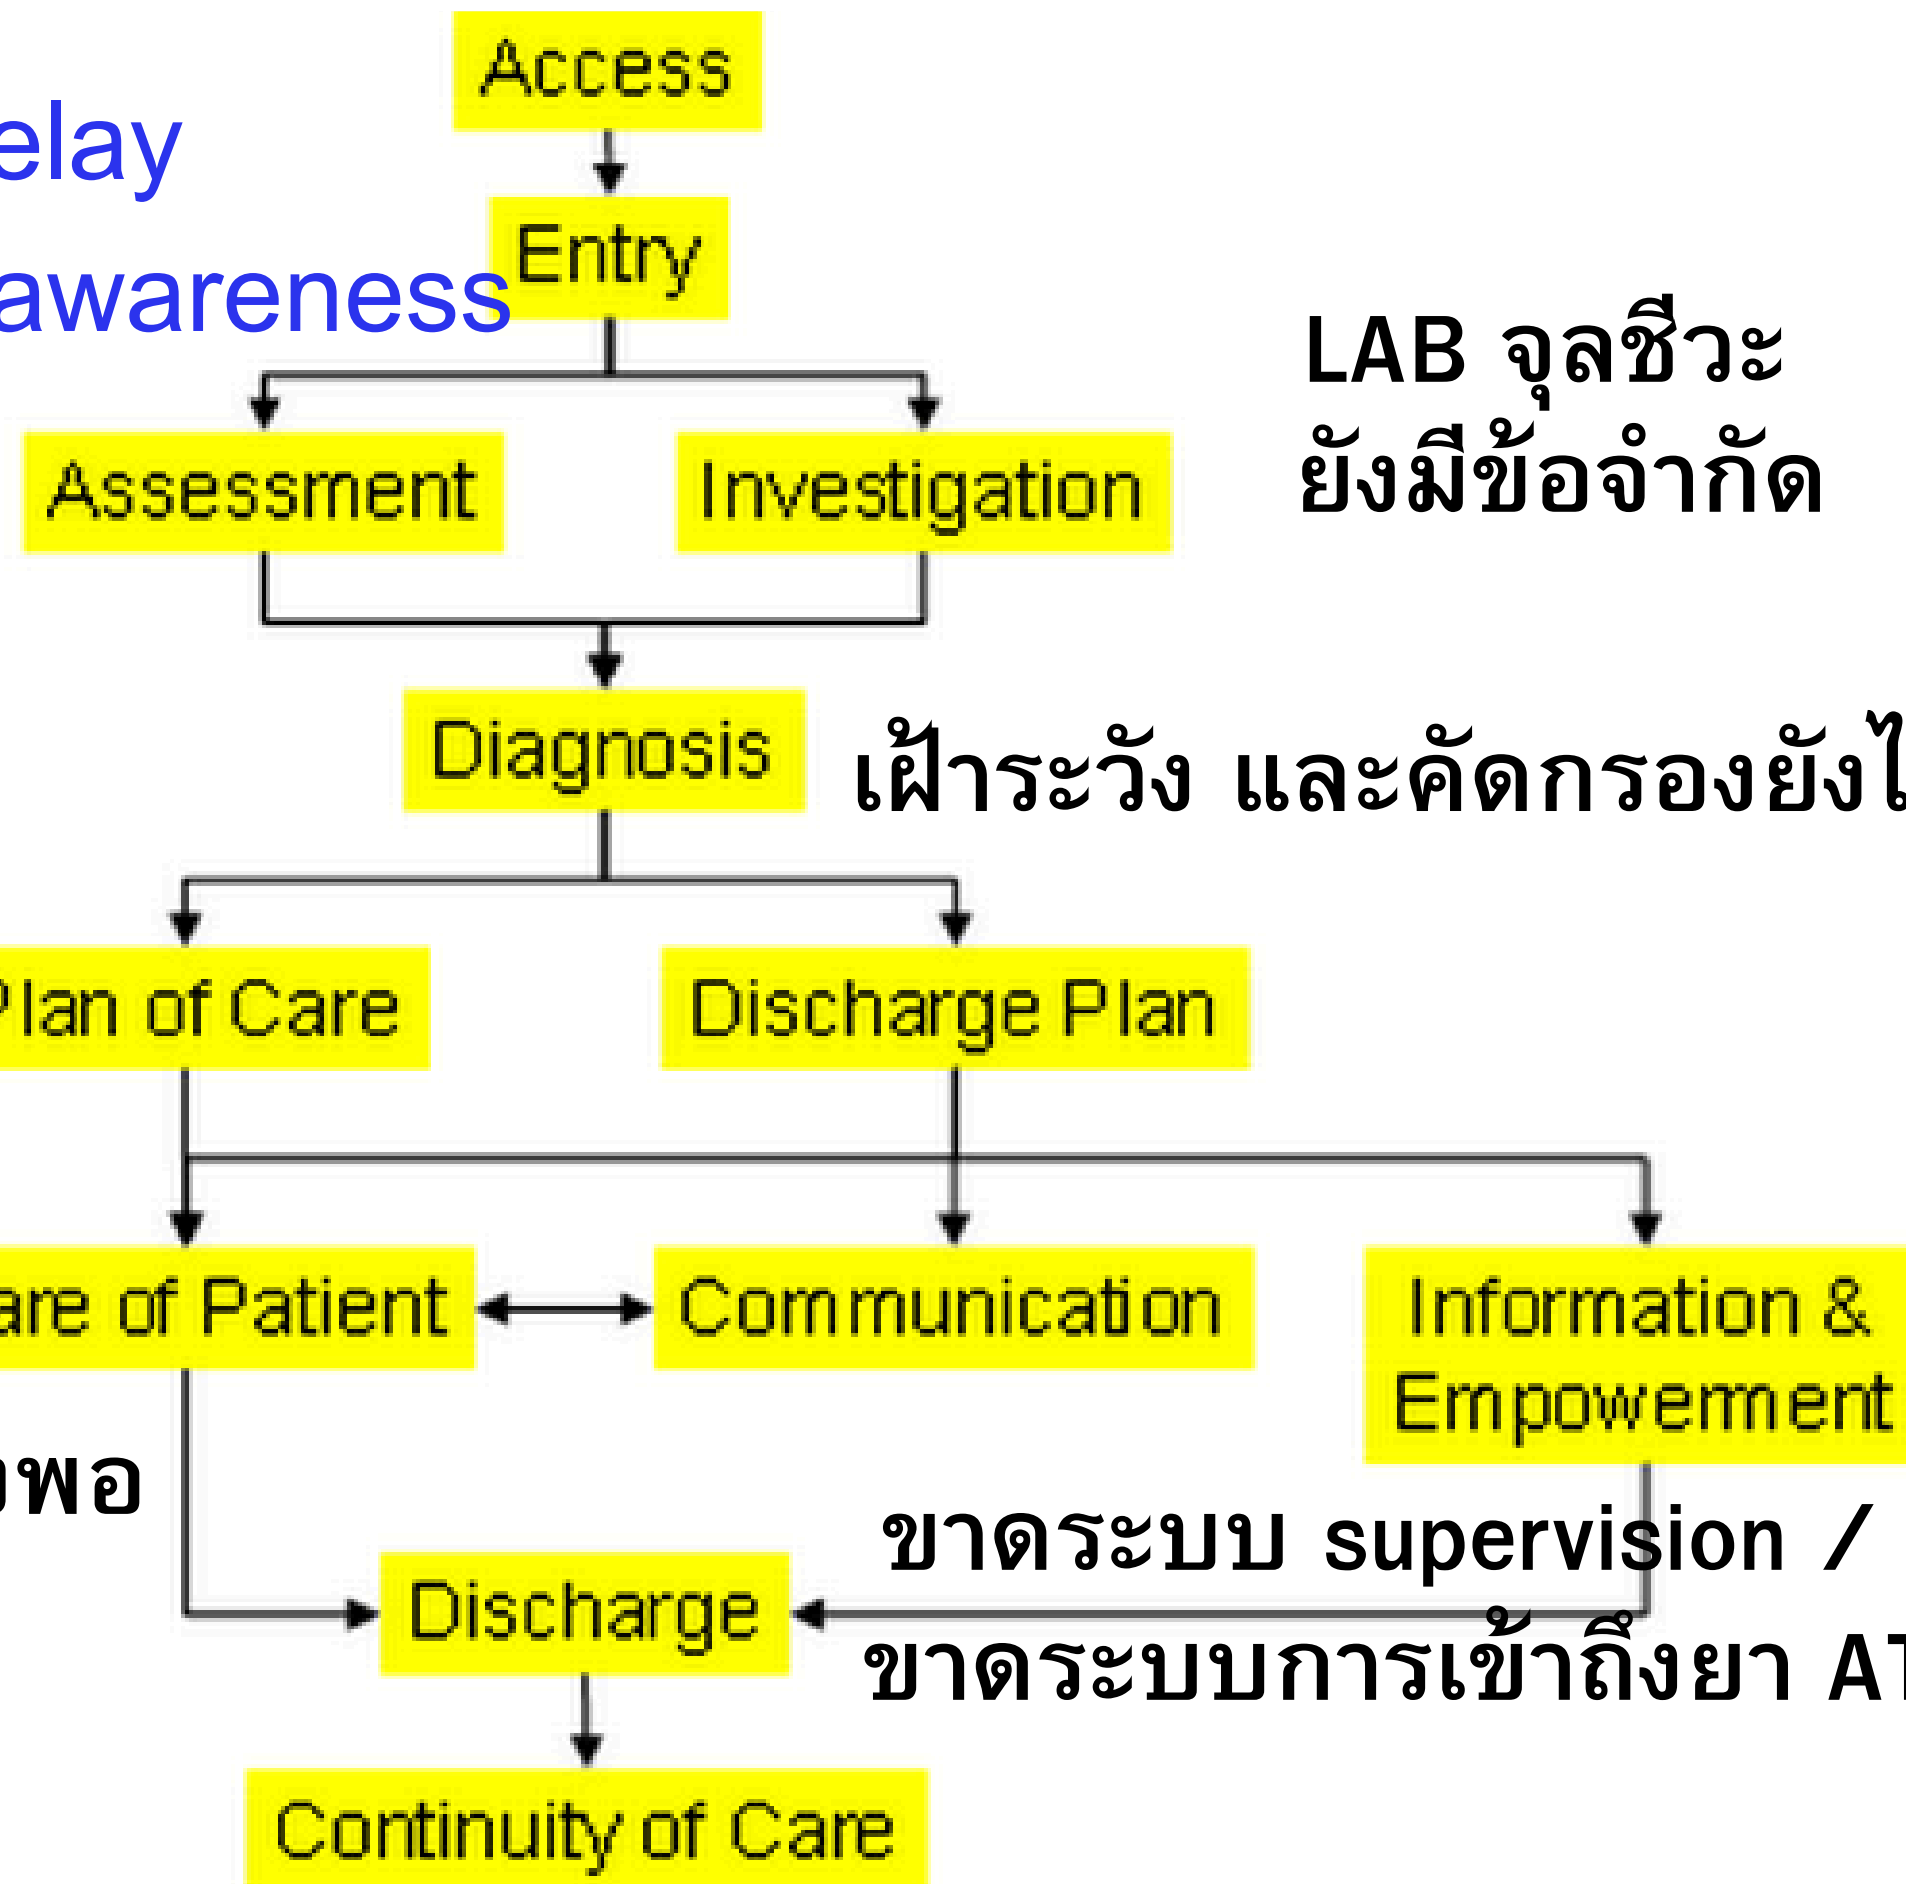 Access
elay
Entry
awareness
LAB จุลชีวะ
ยังมีข้อจำกัด
Assessment
Investigation
Diagnosis
เฝ้าระวัง และคัดกรองยังไ
Plan of Care
Discharge Plan
are of Patient
Communication
Information &
Empowerment
พอ
ขาดระบบ supervision /
Discharge
ขาดระบบการเข้าถึงยา AT
Continuity of Care